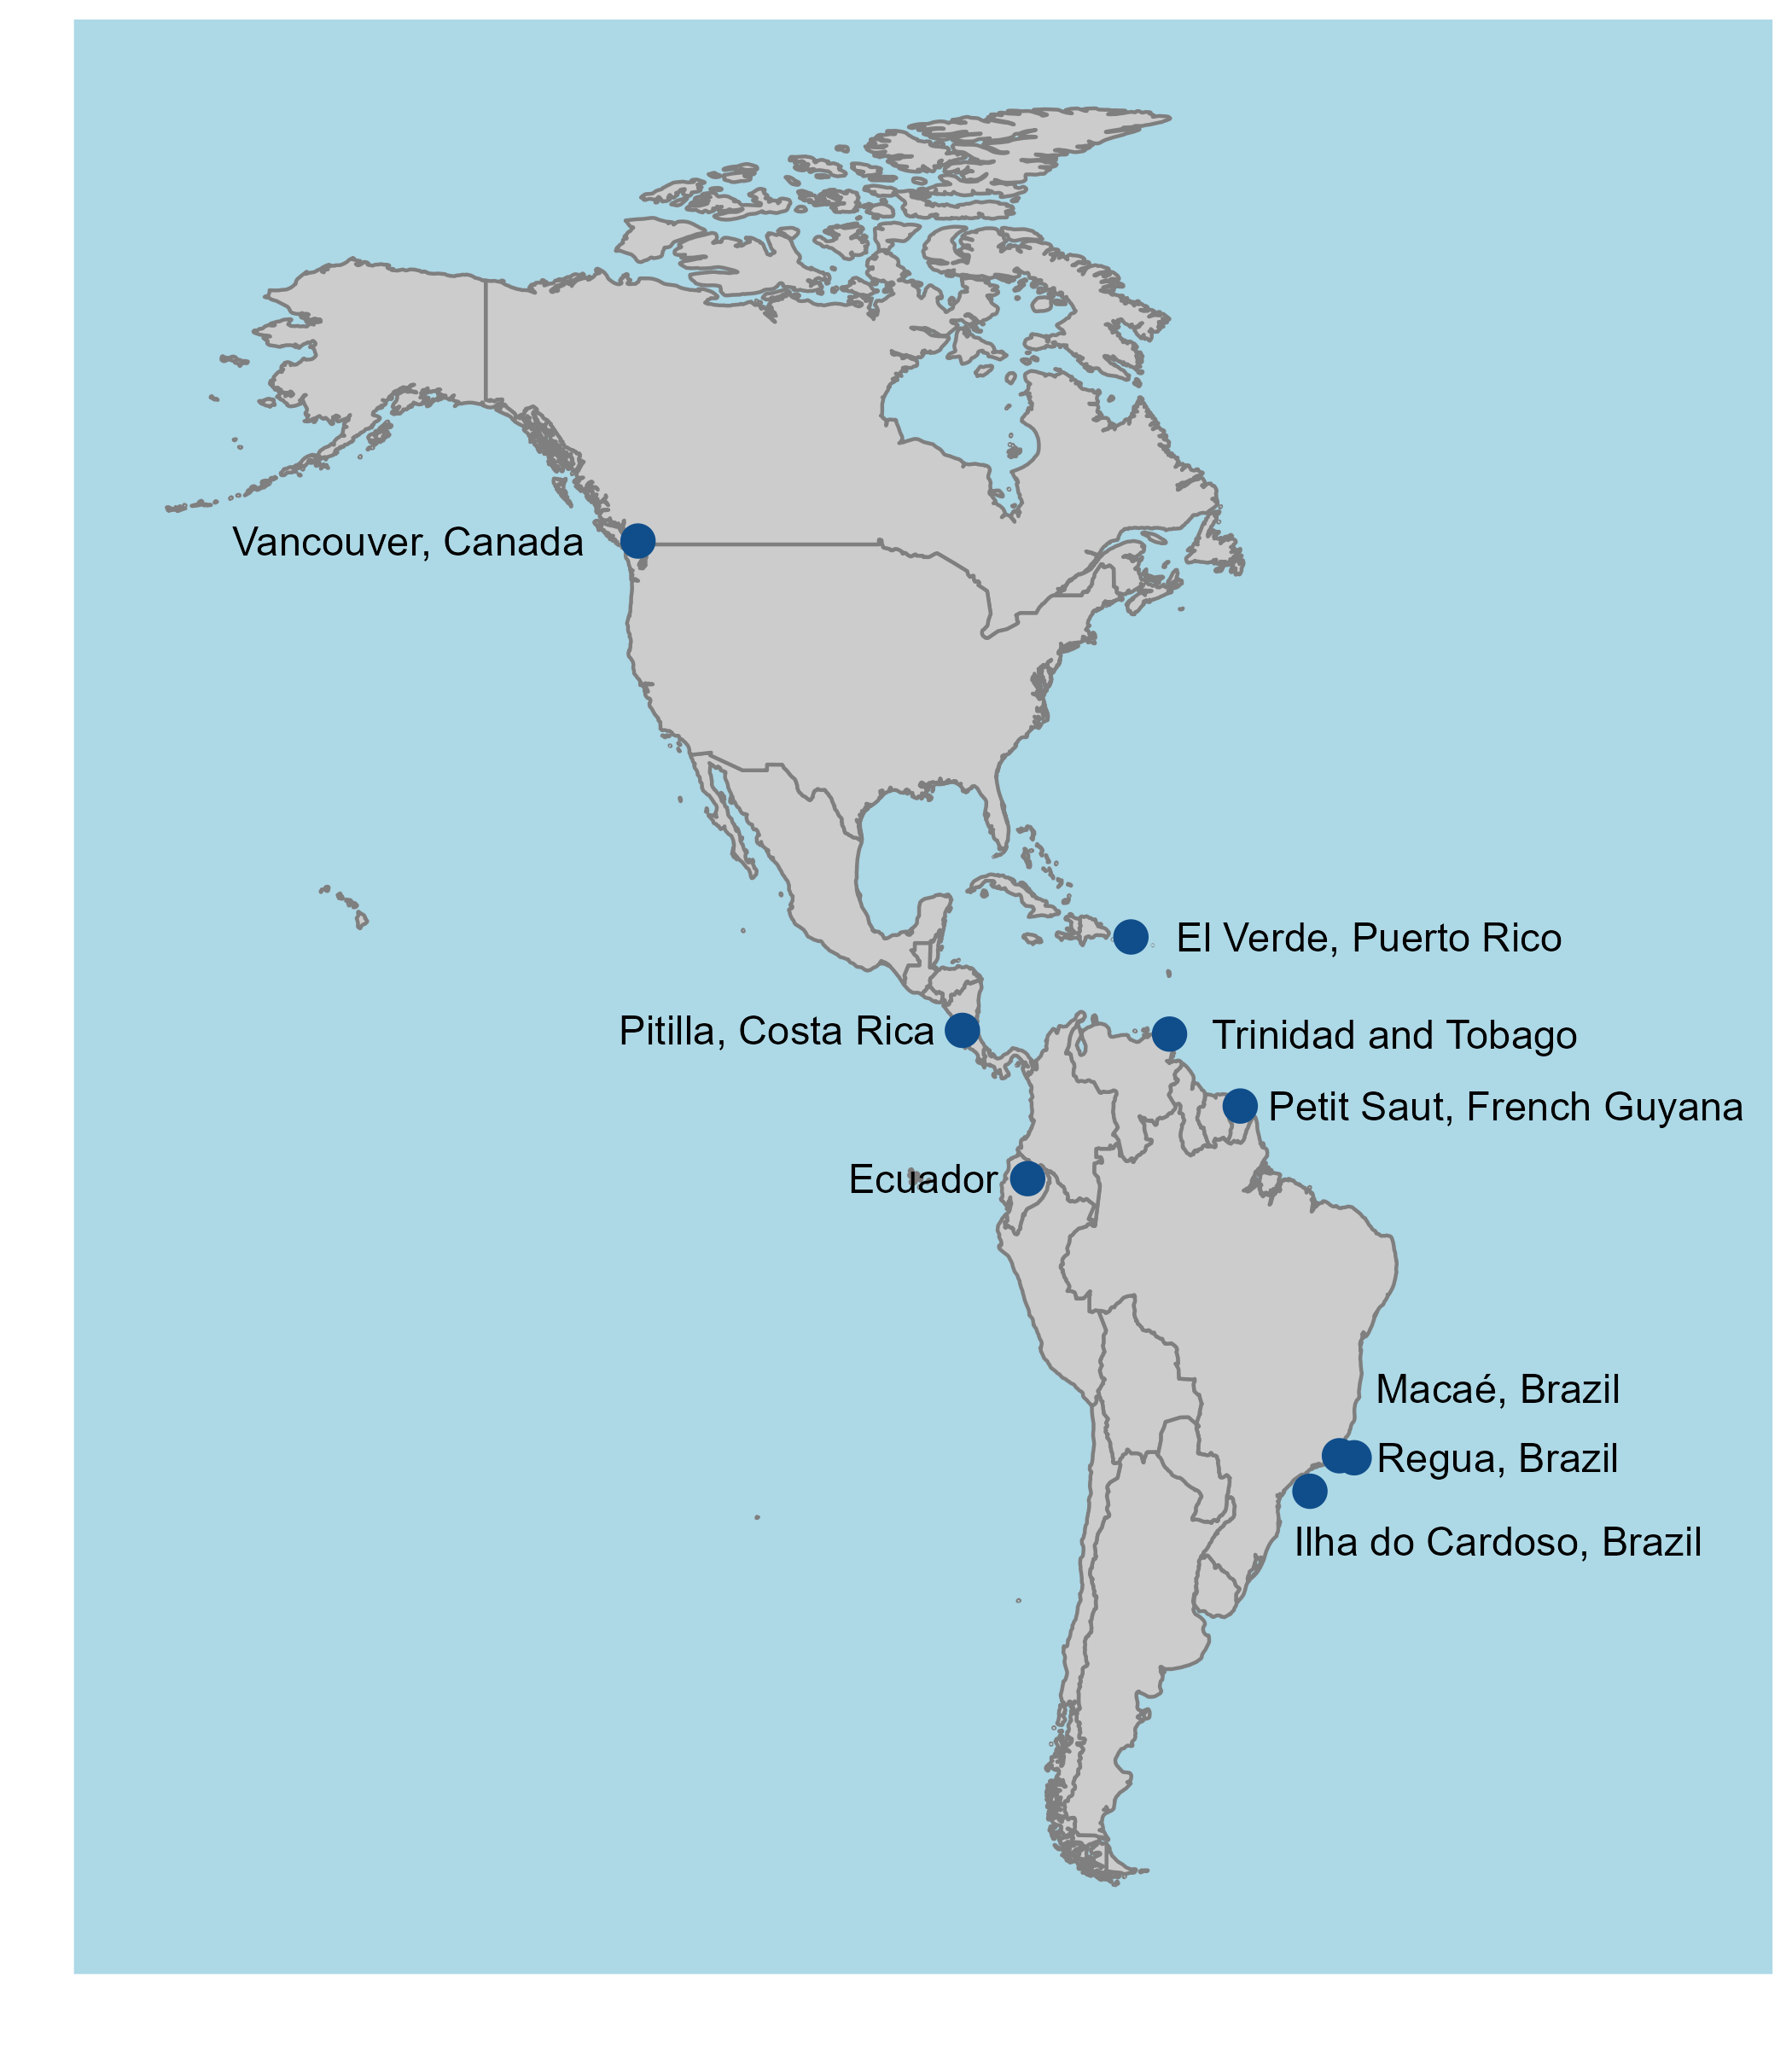 Vancouver, Canada
El Verde, Puerto Rico
Pitilla, Costa Rica
Trinidad and Tobago
Petit Saut, French Guyana
Ecuador
Macaé, Brazil
Regua, Brazil
Ilha do Cardoso, Brazil